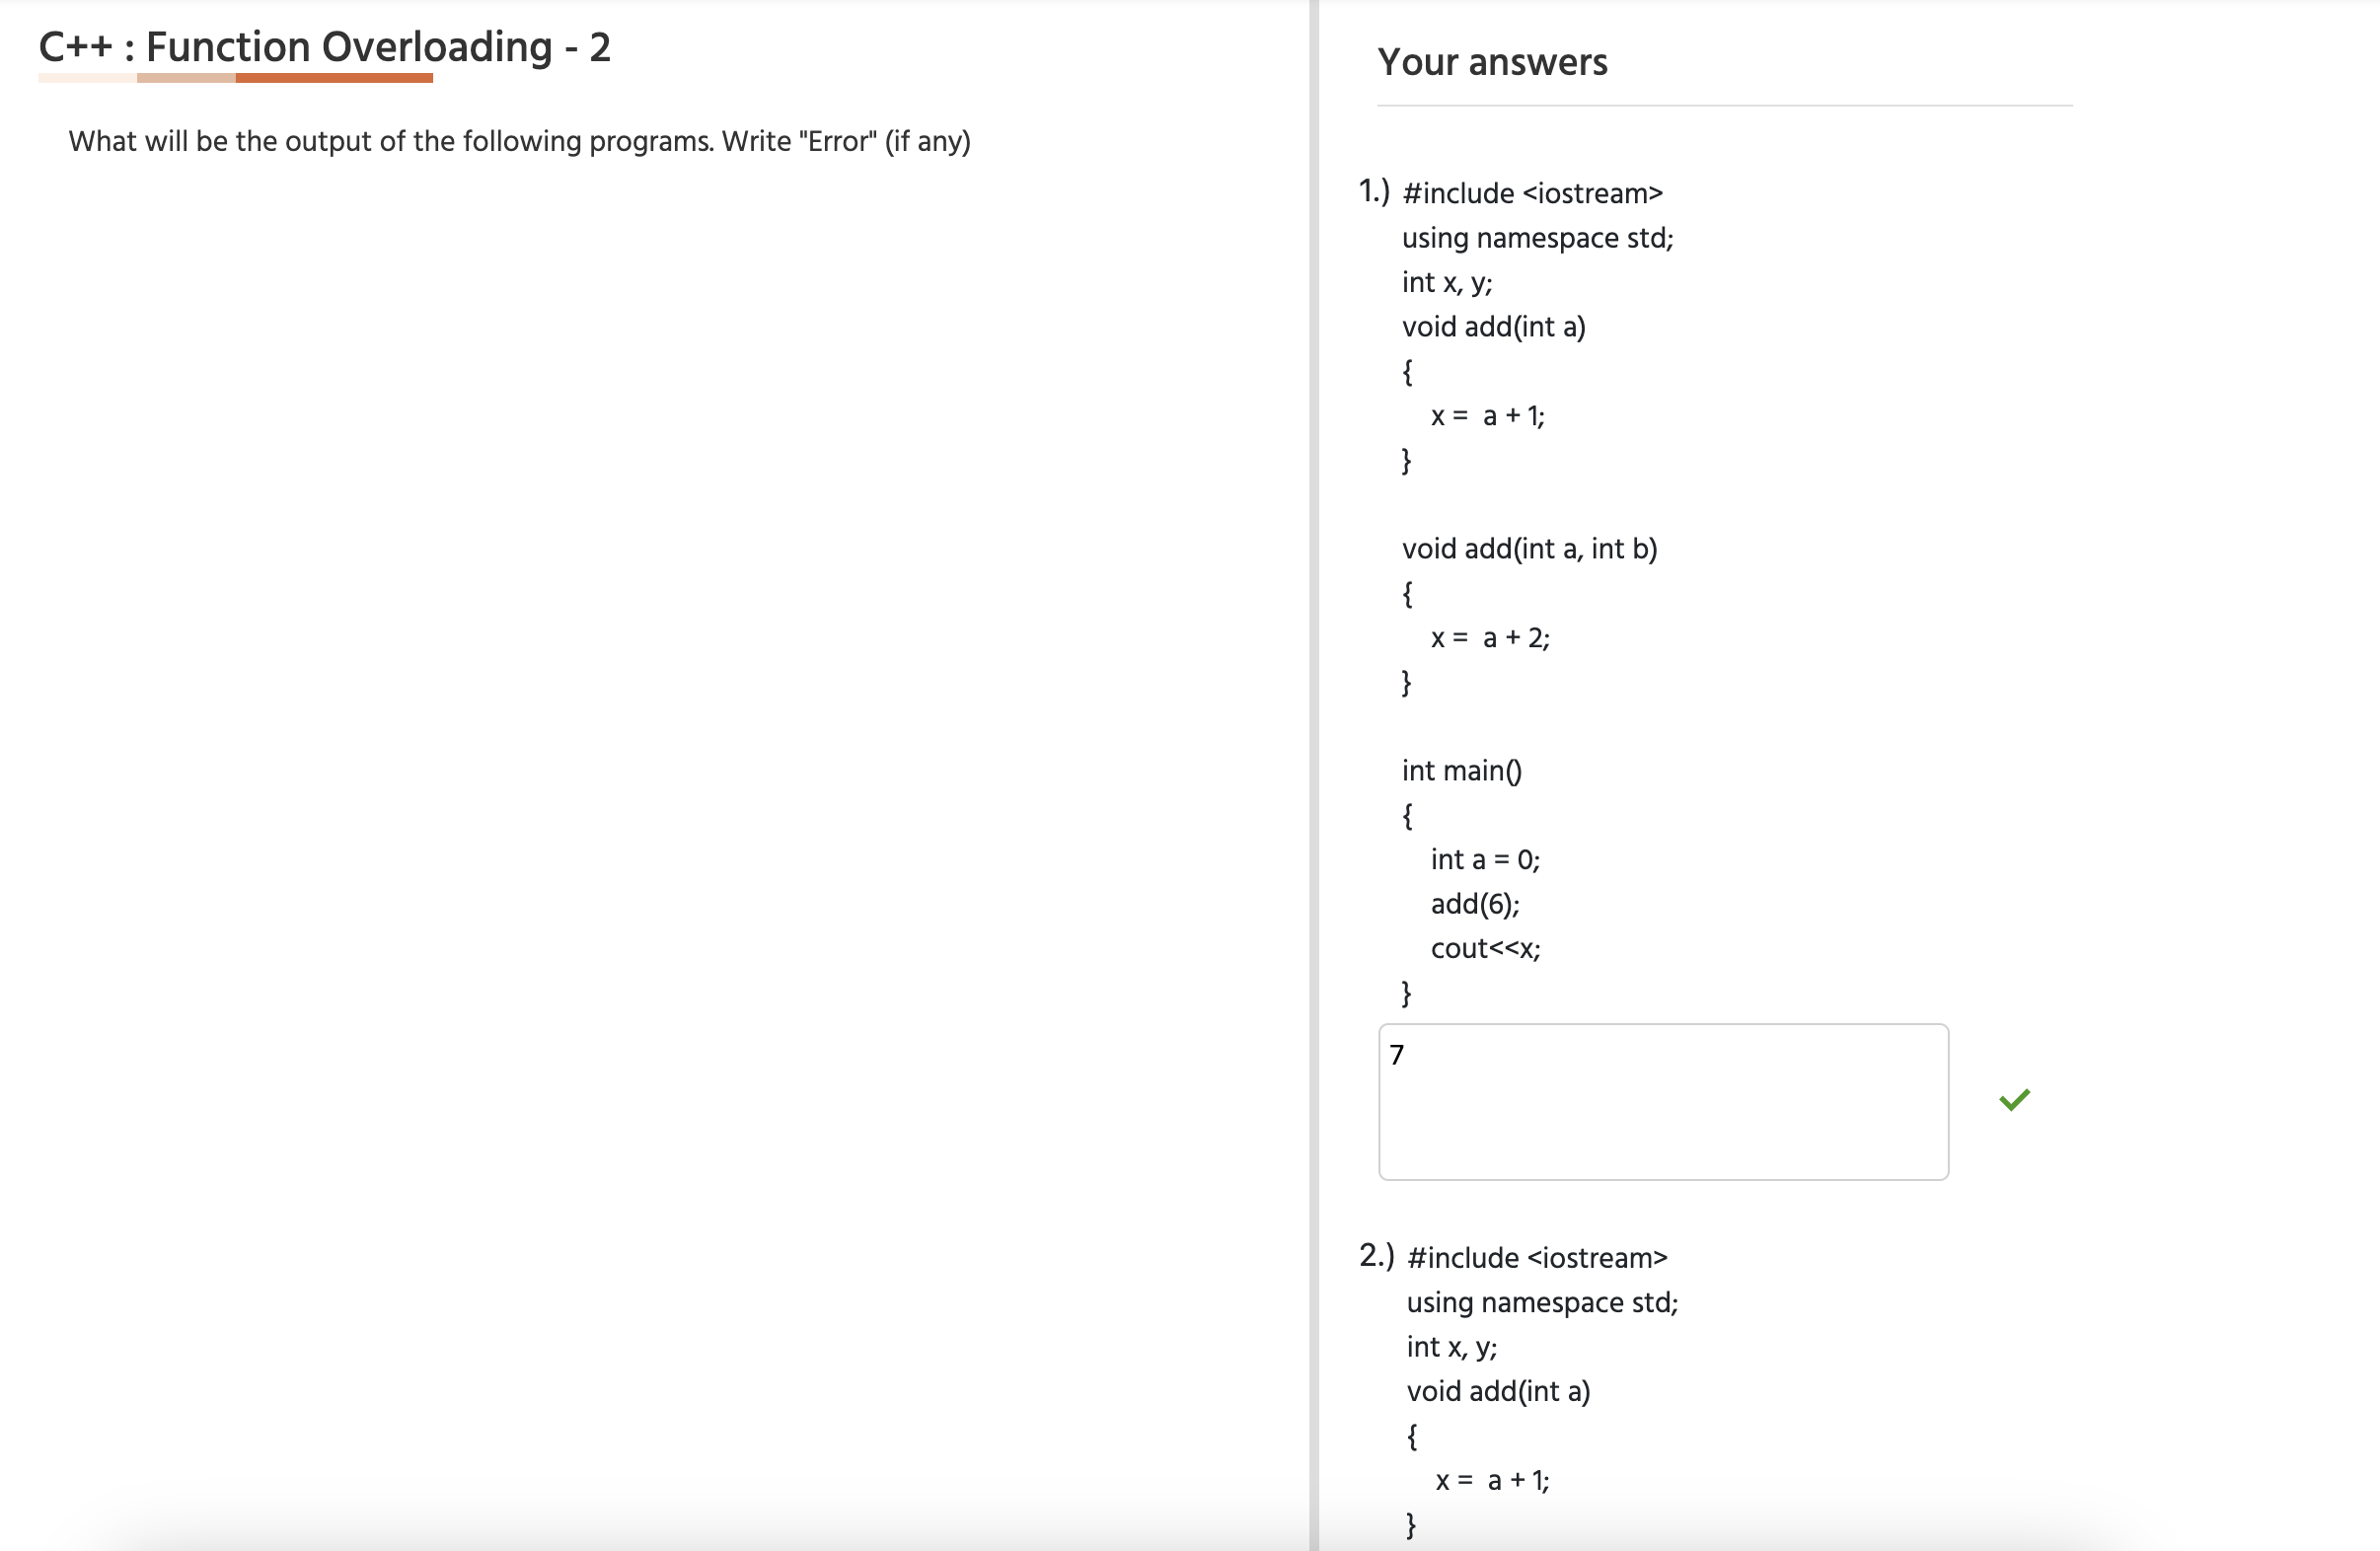 C++ : Function Overloading - 2
What will be the output of the following programs. Write "Error" (if any)
Your answers
1.) #include <iostream>
using namespace std;
int x, y;
void add(int a)
{
x = a + 1;
}
void add(int a, int b)
{
x = a + 2;
}
int main()
{
int a = 0;
add(6);
cout<<x;
}
7
2.) #include <iostream>
using namespace std;
int x, y;
void add(int a)
{
x = a + 1;
}